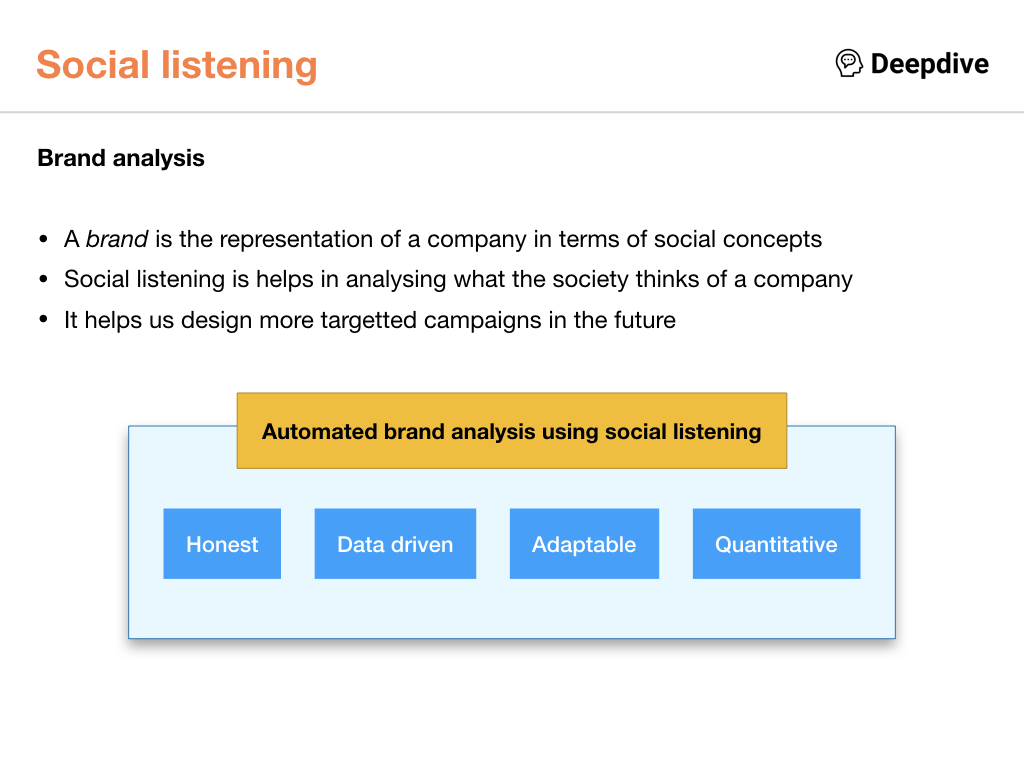 Social listening
Deepdive
Brand analysis
• A brand is the representation of a company in terms of social concepts
• Social listening is helps in analysing what the society thinks of a company
• It helps us design more targetted campaigns in the future
Automated brand analysis using social listening
Honest
Data driven
Adaptable
Quantitative